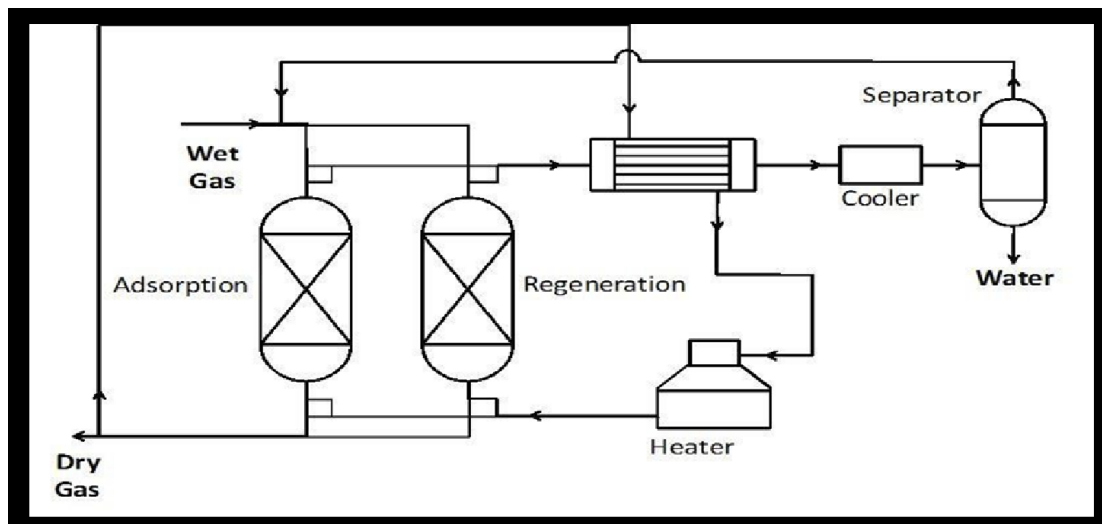 Separator
Wet
Gas
Cooler
Adsorption
Regeneration
Water
Heater
Dry
Gas